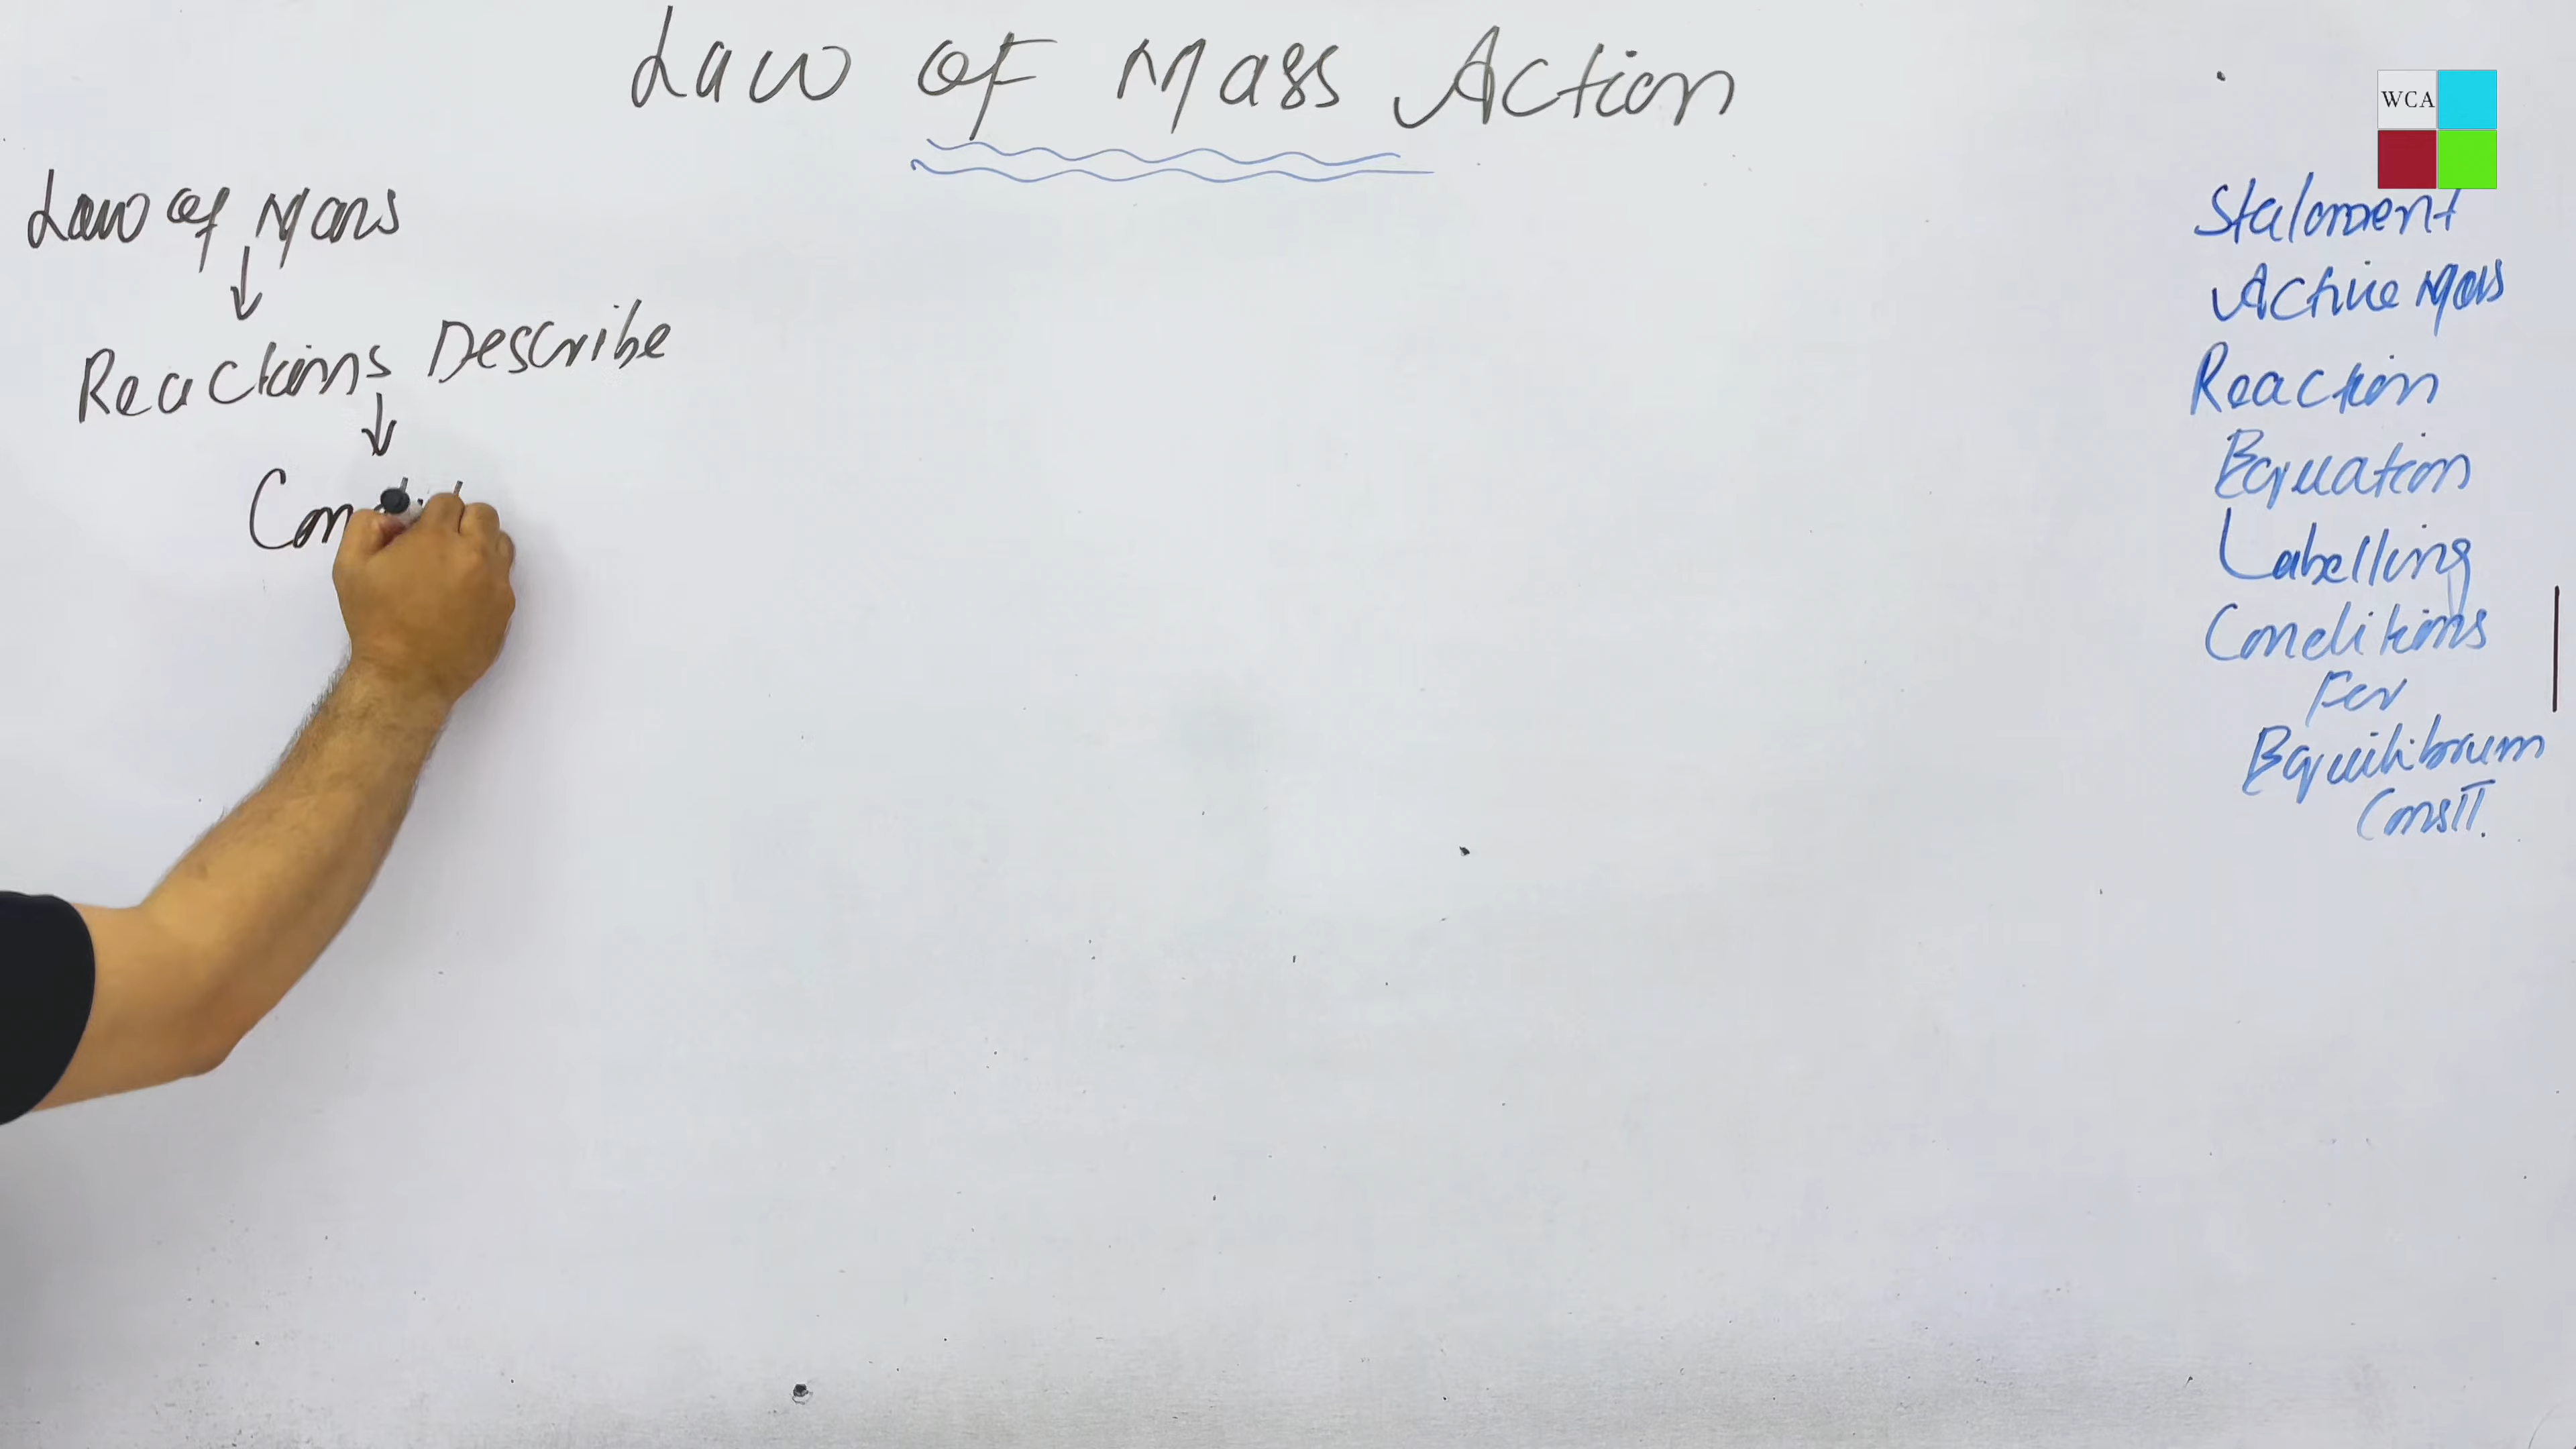 Law of Mass Action
WCA
Law of Mass
Reactions Describe
Con
Statement
Active Mass
Reaction
Equation
Labelling
Conditions
For
Equilibrium
Constt.